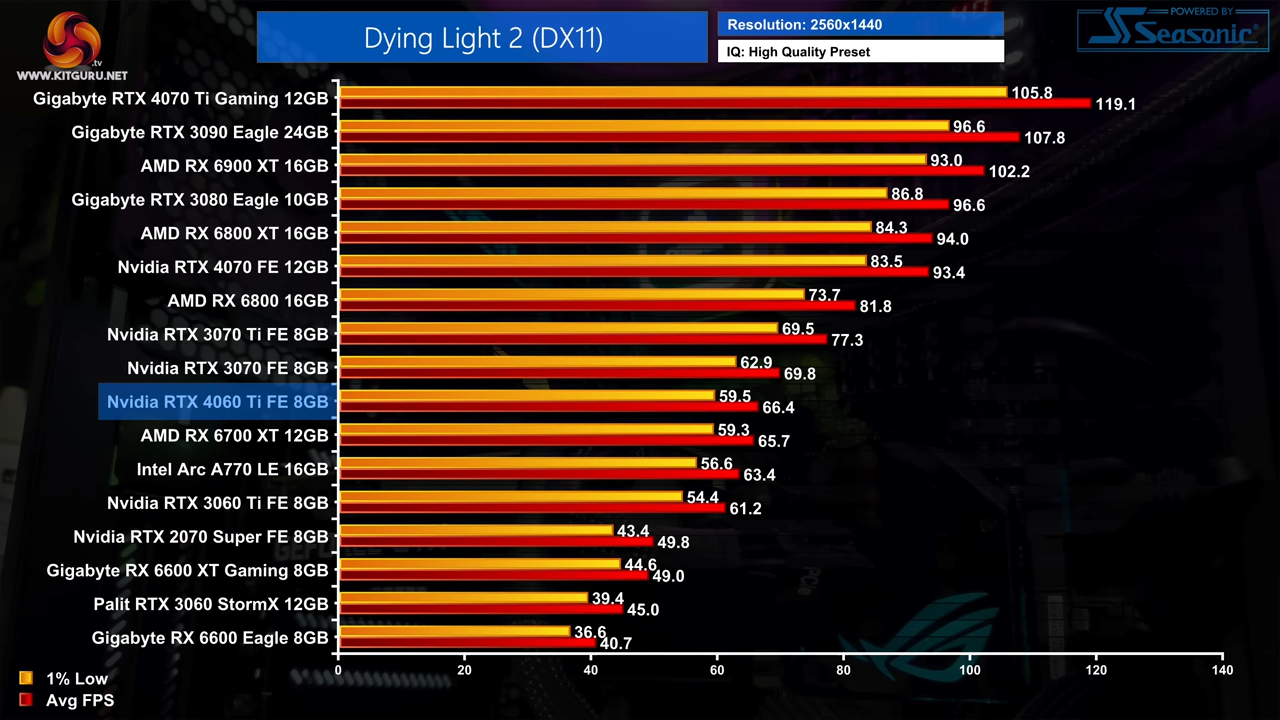 Dying Light 2 (DX11)
Resolution: 2560x1440
IQ: High Quality Preset
POWERED BY
Seasonic
.tv
WWW.KITGURU.NET
Gigabyte RTX 4070 Ti Gaming 12GB 105.8 119.1
Gigabyte RTX 3090 Eagle 24GB 96.6 107.8
AMD RX 6900 XT 16GB 93.0 102.2
Gigabyte RTX 3080 Eagle 10GB 86.8 96.6
AMD RX 6800 XT 16GB 84.3 94.0
Nvidia RTX 4070 FE 12GB 83.5 93.4
AMD RX 6800 16GB 73.7 81.8
Nvidia RTX 3070 Ti FE 8GB 69.5 77.3
Nvidia RTX 3070 FE 8GB 62.9 69.8
Nvidia RTX 4060 Ti FE 8GB 59.5 66.4
AMD RX 6700 XT 12GB 59.3 65.7
Intel Arc A770 LE 16GB 56.6 63.4
Nvidia RTX 3060 Ti FE 8GB 54.4 61.2
Nvidia RTX 2070 Super FE 8GB 43.4 49.8
Gigabyte RX 6600 XT Gaming 8GB 44.6 49.0
Palit RTX 3060 StormX 12GB 39.4 45.0
Gigabyte RX 6600 Eagle 8GB 36.6 40.7
0 20 40 60 80 100 120 140
1% Low
Avg FPS